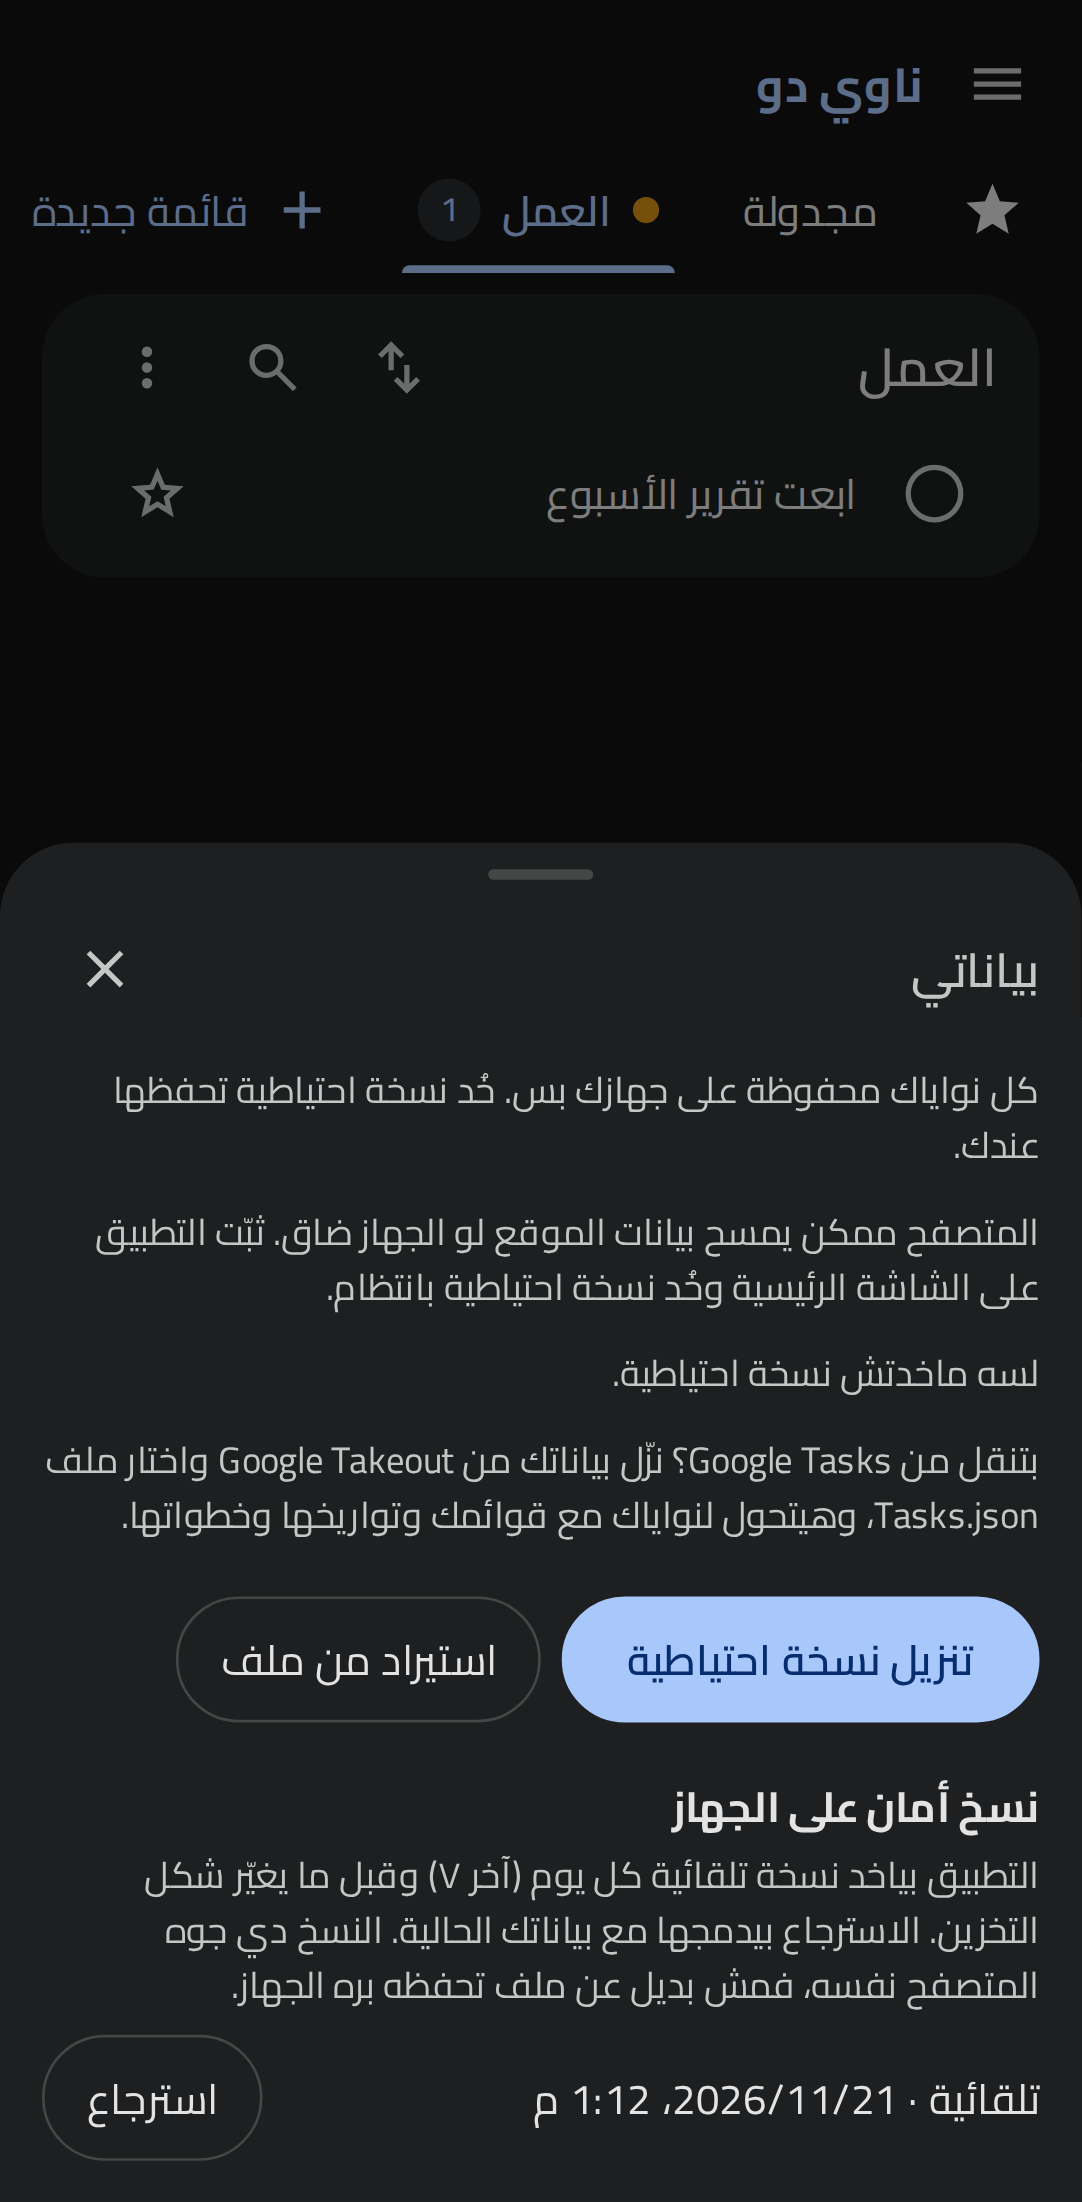 ناوي دو
مجدولة
العمل 1
قائمة جديدة
العمل
ابعت تقرير الأسبوع
بياناتي
كل نواياك محفوظة على جهازك بس. خُد نسخة احتياطية تحفظها
عندك.
المتصفح ممكن يمسح بيانات الموقع لو الجهاز ضاق. ثبّت التطبيق
على الشاشة الرئيسية وخُد نسخة احتياطية بانتظام.
لسه ماخدتش نسخة احتياطية.
بتنقل من Google Tasks؟ نزّل بياناتك من Google Takeout واختار ملف
Tasks.json، وهيتحول لنواياك مع قوائمك وتواريخها وخطواتها.
تنزيل نسخة احتياطية
استيراد من ملف
نسخ أمان على الجهاز
التطبيق بياخد نسخة تلقائية كل يوم (آخر ٧) وقبل ما يغيّر شكل
التخزين. الاسترجاع بيدمجها مع بياناتك الحالية. النسخ دي جوه
المتصفح نفسه، فمش بديل عن ملف تحفظه بره الجهاز.
تلقائية · 2026/11/21، 1:12 م
استرجاع